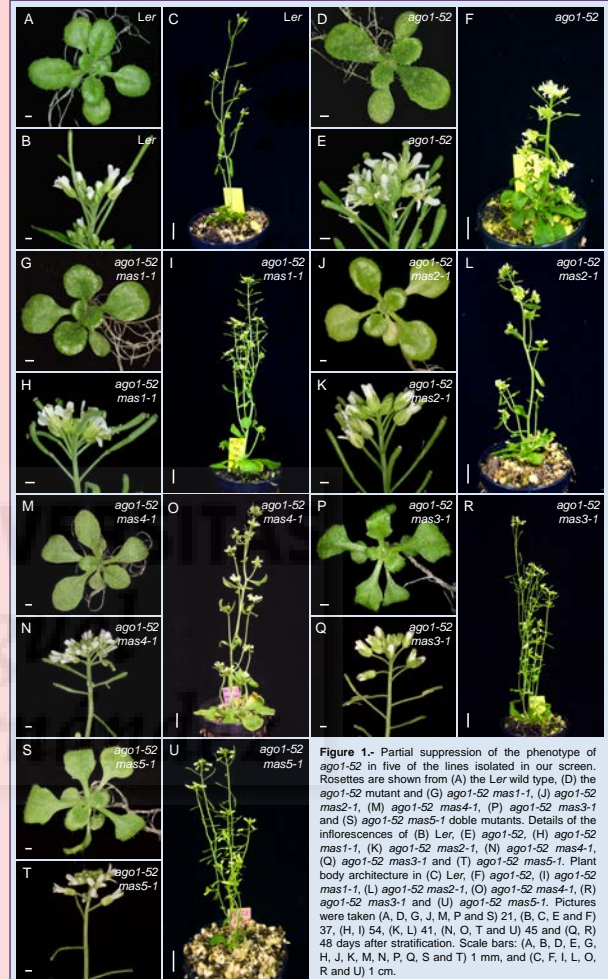 A
Ler
B
Ler
C
Ler
D
ago1-52
E
ago1-52
F
ago1-52
G
ago1-52
mas1-1
H
ago1-52
mas1-1
I
ago1-52
mas1-1
J
ago1-52
mas2-1
K
ago1-52
mas2-1
L
ago1-52
mas2-1
M
ago1-52
mas4-1
N
ago1-52
mas4-1
O
ago1-52
mas4-1
P
ago1-52
mas3-1
Q
ago1-52
mas3-1
R
ago1-52
mas3-1
S
ago1-52
mas5-1
T
ago1-52
mas5-1
U
ago1-52
mas5-1
Figure 1.- Partial suppression of the phenotype of
ago1-52 in five of the lines isolated in our screen.
Rosettes are shown from (A) the Ler wild type, (D) the
ago1-52 mutant and (G) ago1-52 mas1-1, (J) ago1-52
mas2-1, (M) ago1-52 mas4-1, (P) ago1-52 mas3-1
and (S) ago1-52 mas5-1 doble mutants. Details of the
inflorescences of (B) Ler, (E) ago1-52, (H) ago1-52
mas1-1, (K) ago1-52 mas2-1, (N) ago1-52 mas4-1,
(Q) ago1-52 mas3-1 and (T) ago1-52 mas5-1. Plant
body architecture in (C) Ler, (F) ago1-52, (I) ago1-52
mas1-1, (L) ago1-52 mas2-1, (O) ago1-52 mas4-1, (R)
ago1-52 mas3-1 and (U) ago1-52 mas5-1. Pictures
were taken (A, D, G, J, M, P and S) 21, (B, C, E and F)
37, (H, I) 54, (K, L) 41, (N, O, T and U) 45 and (Q, R)
48 days after stratification. Scale bars: (A, B, D, E, G,
H, J, K, M, N, P, Q, S and T) 1 mm, and (C, F, I, L, O,
R and U) 1 cm.